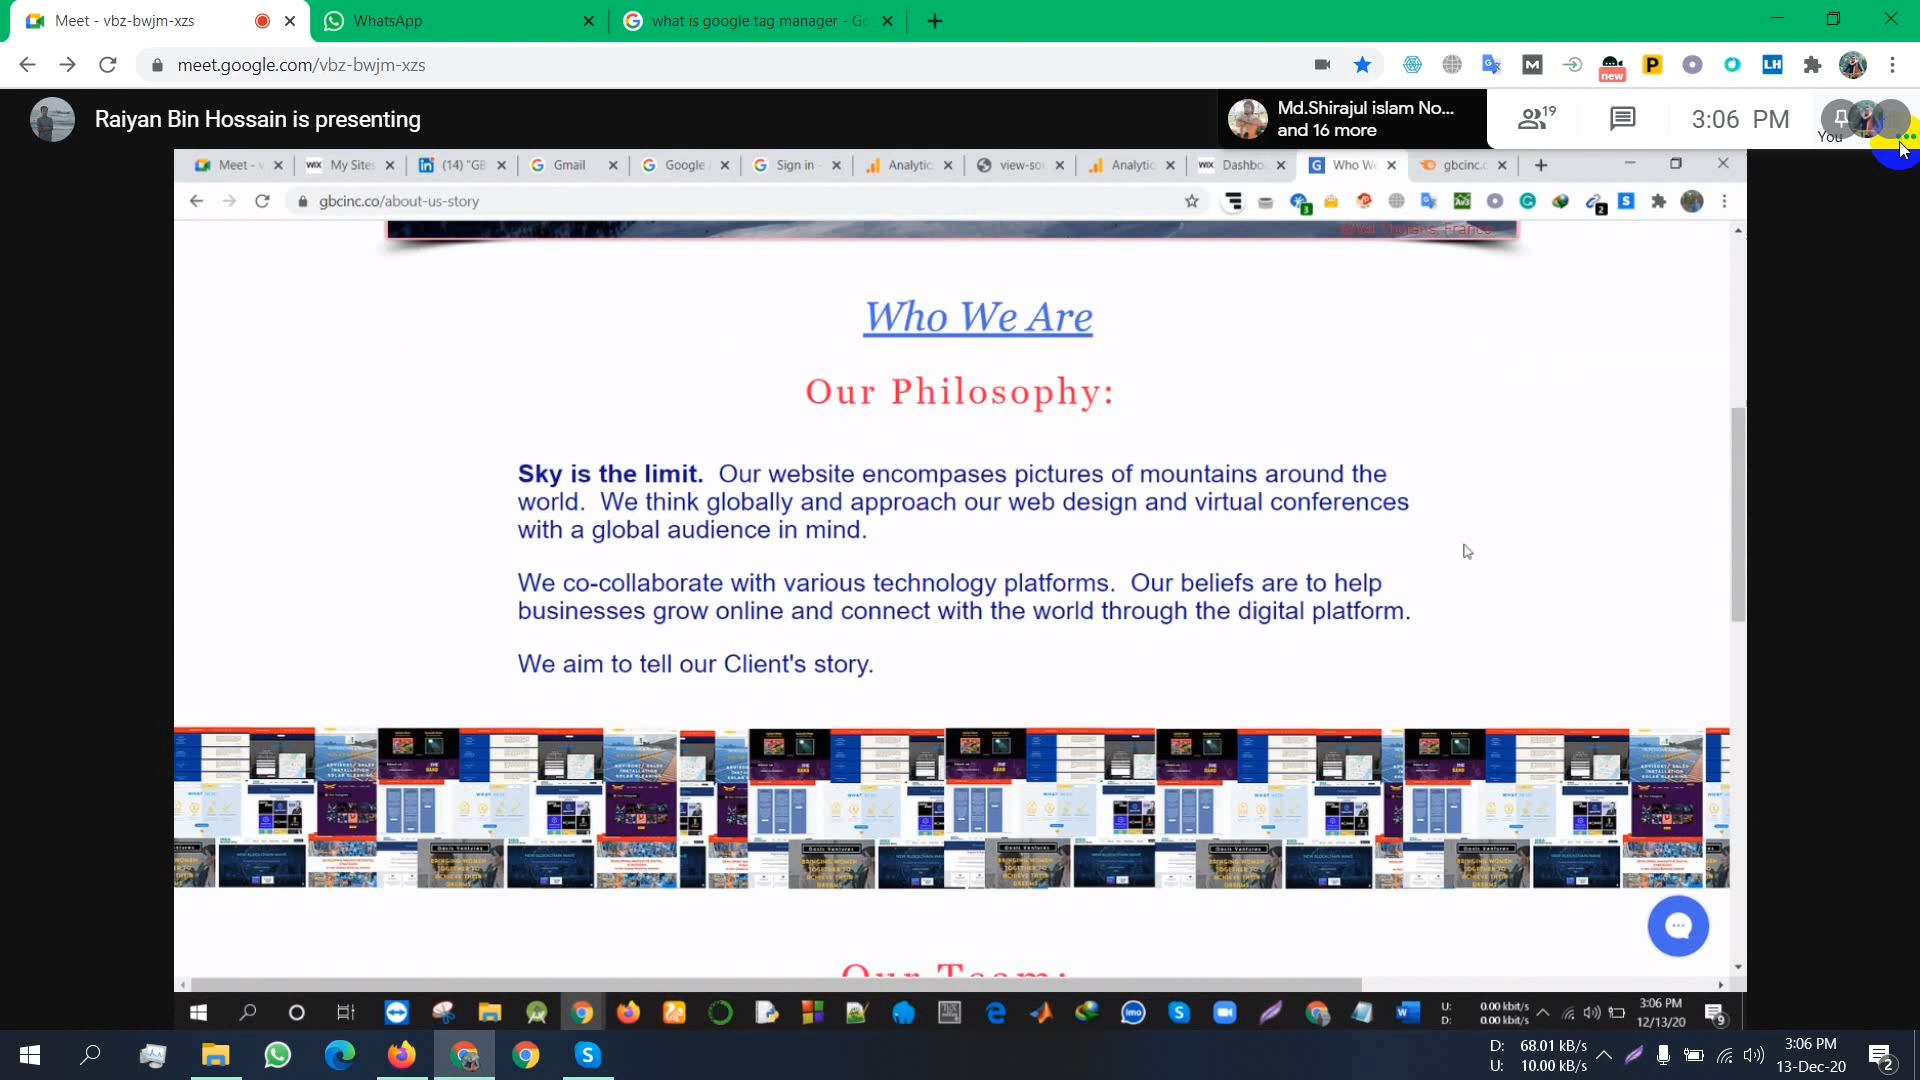 Meet - vbz-bwjm-xzs
WhatsApp
what is google tag manager - Go
meet.google.com/vbz-bwjm-xzs
new
Raiyan Bin Hossain is presenting
Md.Shirajul islam No...
and 16 more
19
3:06 PM
You
Meet - v
My Sites
(14) "GB
Gmail
Google
Sign in -
Analytic
view-sou
Analytic
Dashbo
Who We
gbcinc.c
gbcinc.co/about-us-story
Who We Are
Our Philosophy:
Sky is the limit. Our website encompases pictures of mountains around the
world. We think globally and approach our web design and virtual conferences
with a global audience in mind.
We co-collaborate with various technology platforms. Our beliefs are to help
businesses grow online and connect with the world through the digital platform.
We aim to tell our Client's story.
Our Team:
U: 0.00 kbit/s
D: 0.00 kbit/s
3:06 PM
12/13/20
9
D: 68.01 kB/s
U: 10.00 kB/s
3:06 PM
13-Dec-20
2